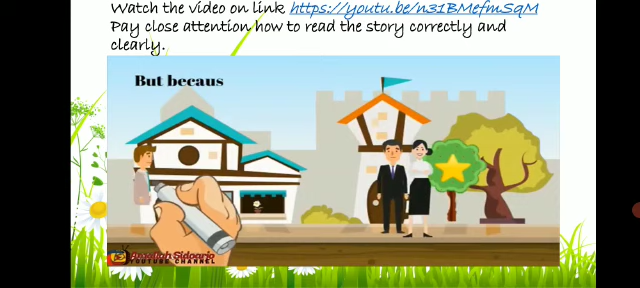 Watch the video on link https://youtu.be/n31BMefmSqM
Pay close attention how to read the story correctly and
clearly.
But becaus
Sidoarjo
YOUTUBE CHANNEL